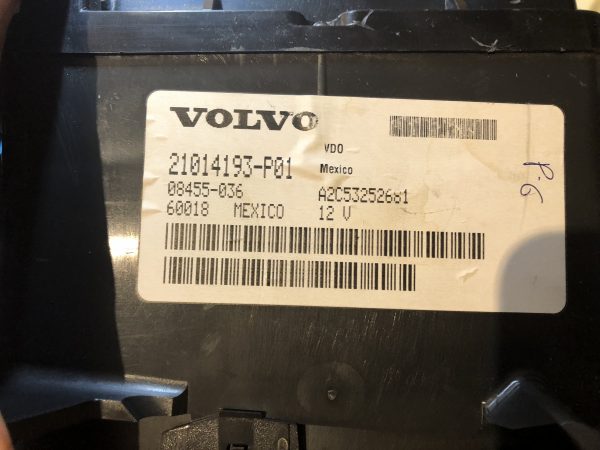 VOLVO
VDO
21014193-P01
Mexico
08455-036 A2C53252681
60018 MEXICO 12 V
P-6